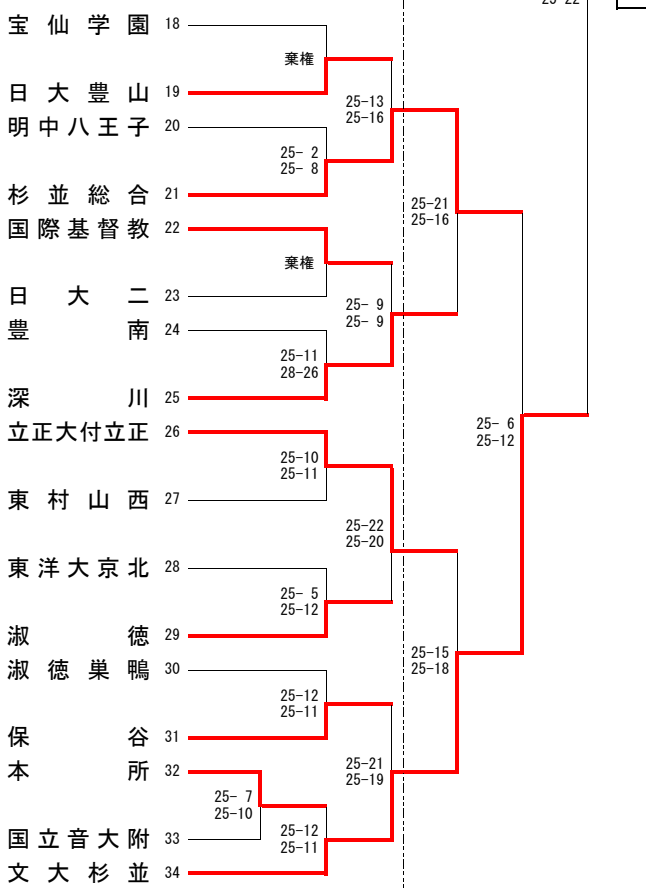 25-22
宝仙学園 18
棄権
日大豊山 19
25-13
25-16
明中八王子 20
25- 2
25- 8
杉並総合 21
25-21
25-16
国際基督教 22
棄権
日大二 23
25- 9
25- 9
豊南 24
25-11
28-26
深川 25
25- 6
25-12
立正大付立正 26
25-10
25-11
東村山西 27
25-22
25-20
東洋大京北 28
25- 5
25-12
淑徳 29
25-15
25-18
淑徳巣鴨 30
25-12
25-11
保谷 31
25-21
25-19
本所 32
25- 7
25-10
国立音大附 33
25-12
25-11
文大杉並 34